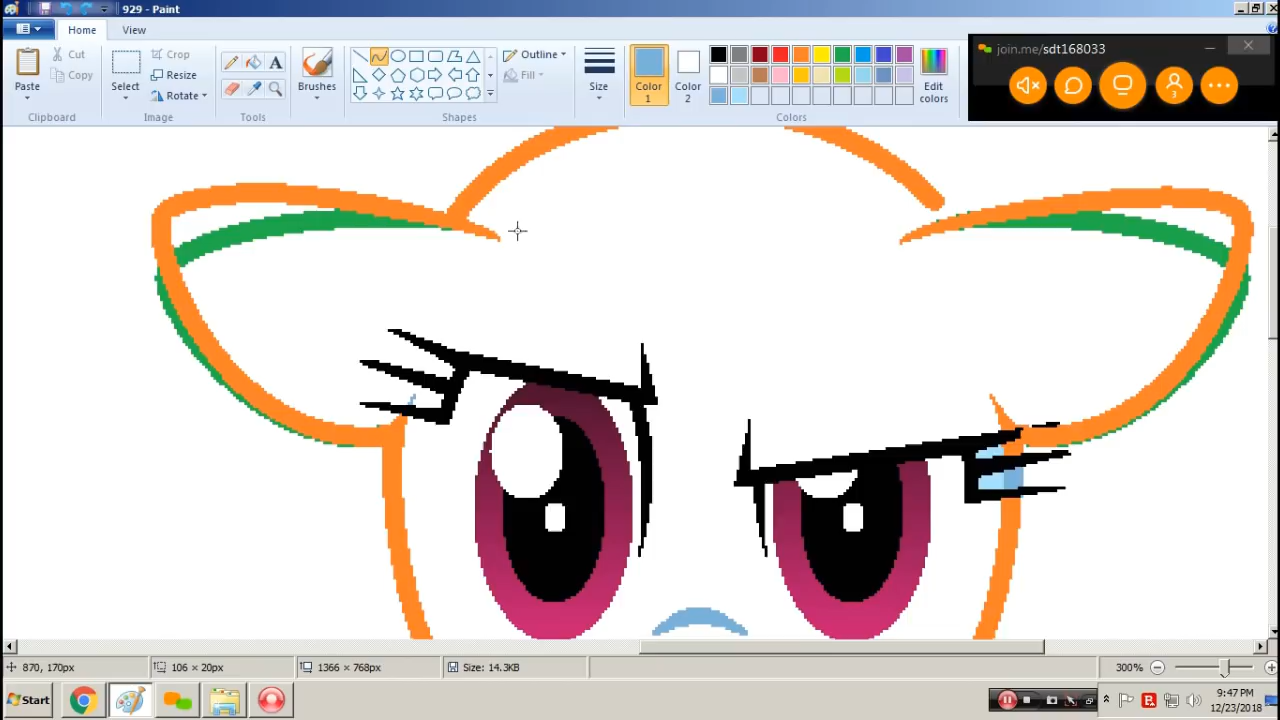 929 - Paint
Home View
Paste
Cut
Copy
Clipboard
Select
Crop
Resize
Rotate
Image
A
Tools
Brushes
Outline
Fill
Shapes
Size
Color
1
Color
2
Edit
colors
Colors
join.me/sdt168033
3
870, 170px
106 × 20px
1366 × 768px
Size: 14.3KB
300%
Start
B
9:47 PM
12/23/2018